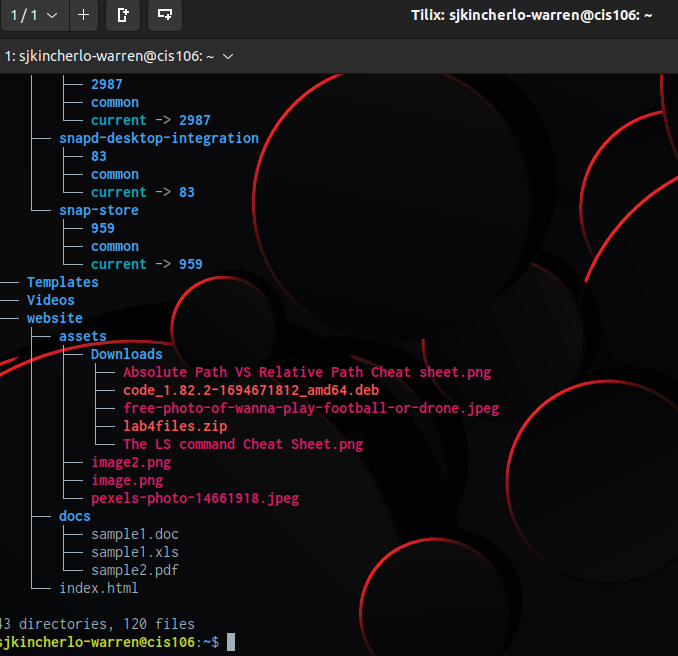 1 / 1
Tilix: sjkincherlo-warren@cis106: ~
1: sjkincherlo-warren@cis106: ~
2987
common
current -> 2987
snapd-desktop-integration
83
common
current -> 83
snap-store
959
common
current -> 959
Templates
Videos
website
assets
Downloads
Absolute Path VS Relative Path Cheat sheet.png
code_1.82.2-1694671812_amd64.deb
free-photo-of-wanna-play-football-or-drone.jpeg
lab4files.zip
The LS command Cheat Sheet.png
image2.png
image.png
pexels-photo-14661918.jpeg
docs
sample1.doc
sample1.xls
sample2.pdf
index.html
43 directories, 120 files
sjkincherlo-warren@cis106:~$